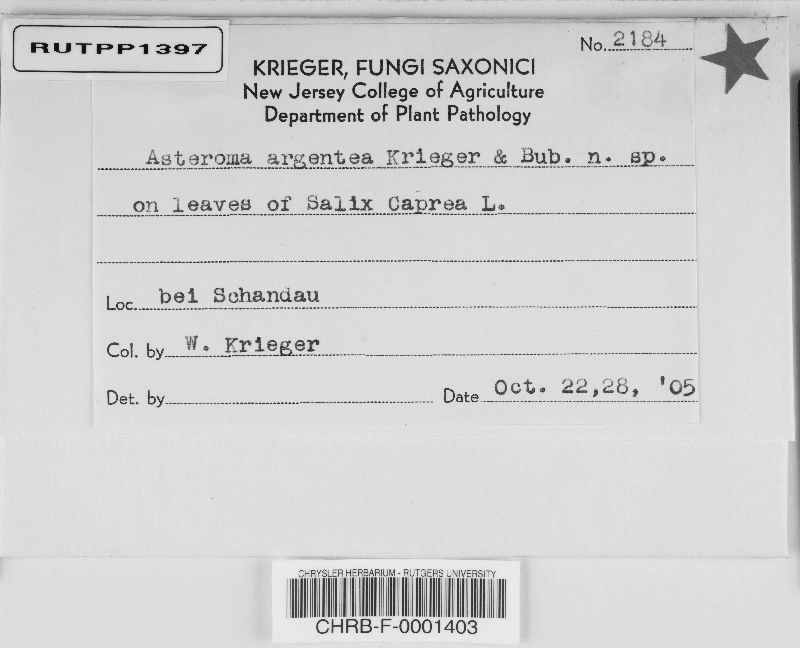 RUTPP1397
No. 2184
KRIEGER, FUNGI SAXONICI
New Jersey College of Agriculture
Department of Plant Pathology
Asteroma argentea Krieger & Bub. n. sp.
on leaves of Salix Caprea L.
Loc. bei Schandau
Col. by W. Krieger
Det. by
Date Oct. 22,28, '05
CHRYSLER HERBARIUM - RUTGERS UNIVERSITY
CHRB-F-0001403